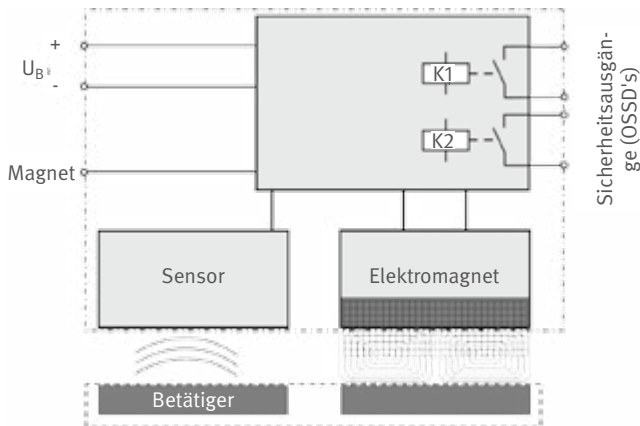 +
U_B
-
Magnet
K1
K2
Sicherheitsausgän-
ge (OSSD's)
Sensor
Elektromagnet
Betätiger